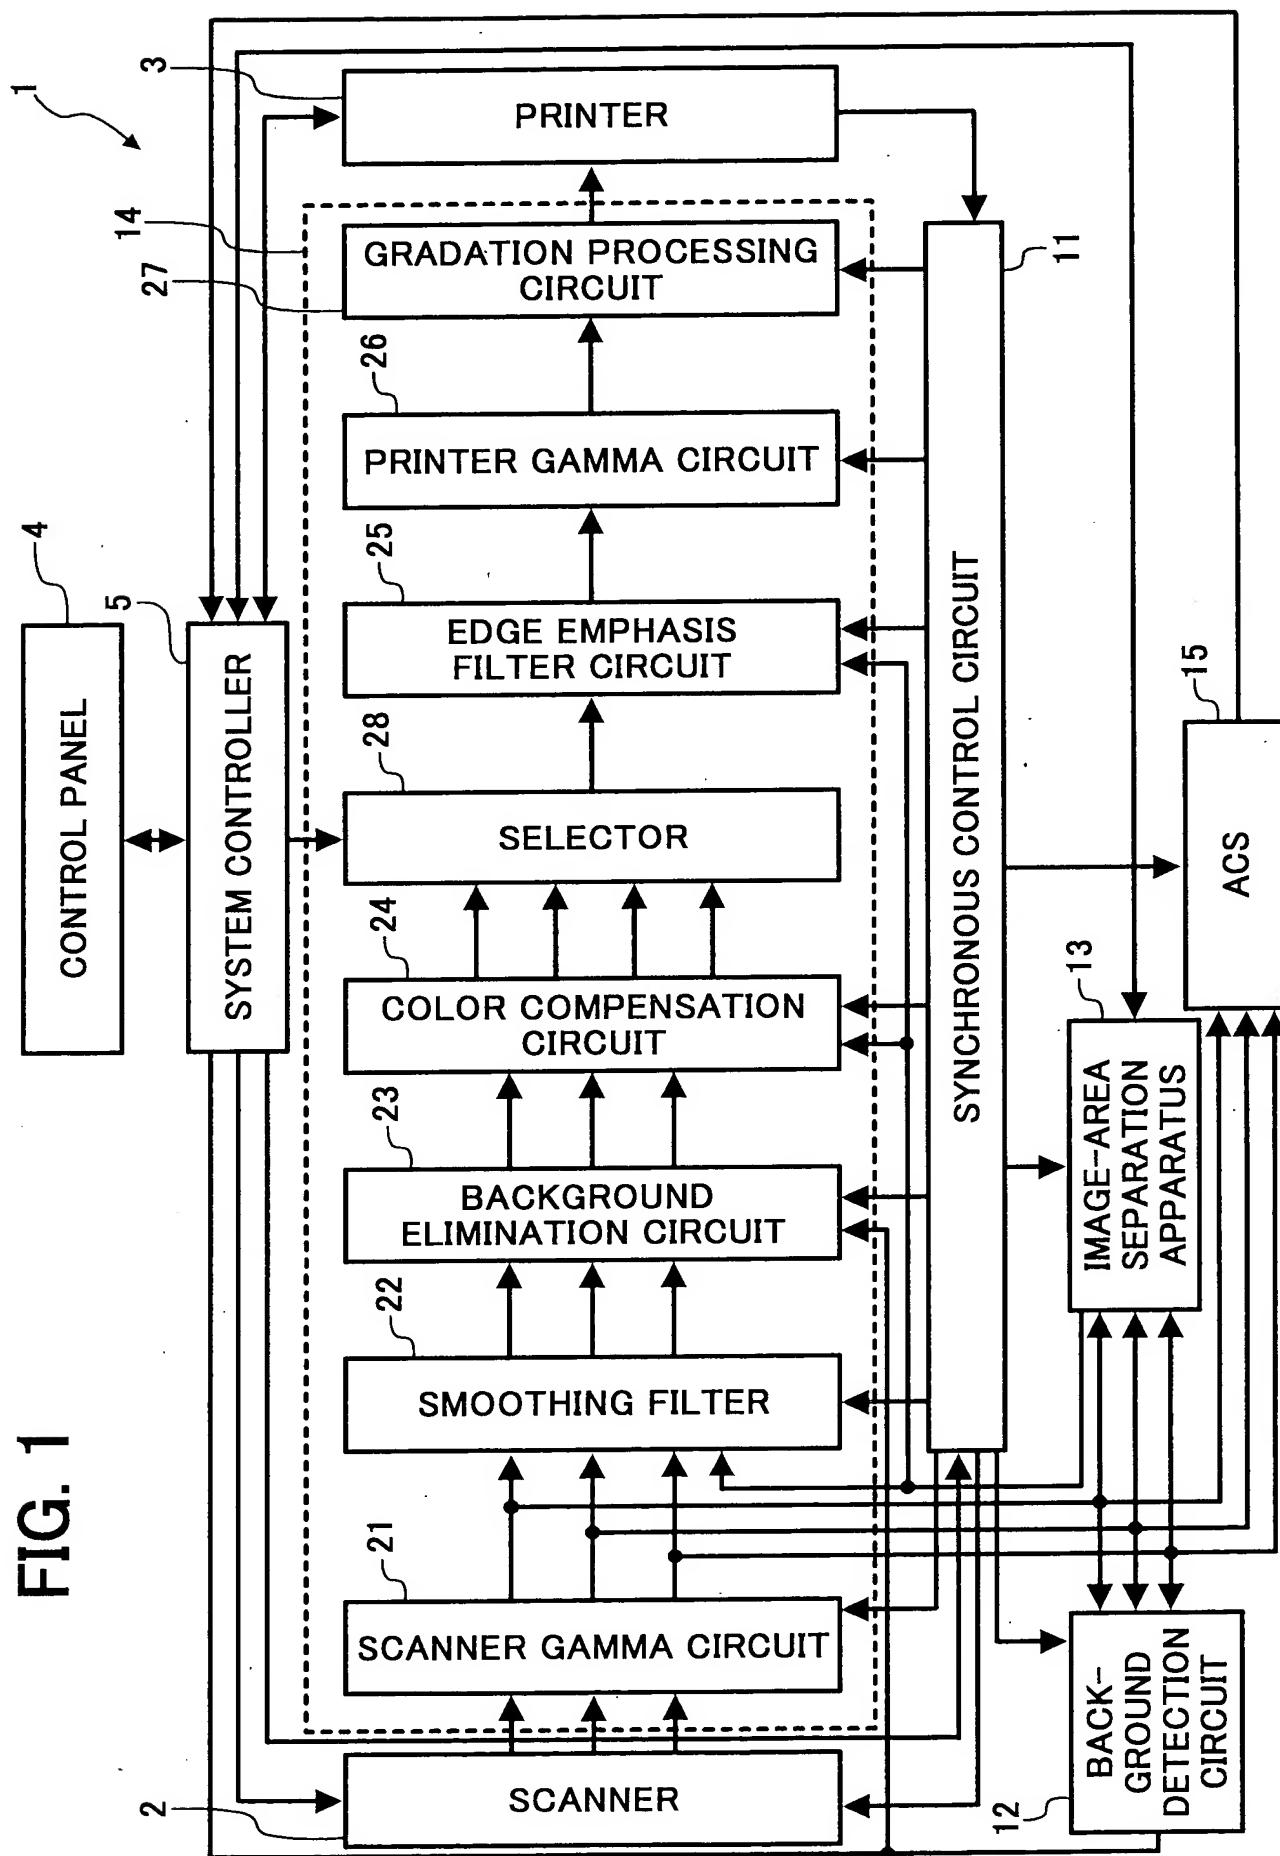 FIG. 1
1
CONTROL PANEL
4
SYSTEM CONTROLLER
5
2
SCANNER
SCANNER GAMMA CIRCUIT
21
SMOOTHING FILTER
22
BACKGROUND
ELIMINATION CIRCUIT
23
COLOR COMPENSATION
CIRCUIT
24
SELECTOR
28
EDGE EMPHASIS
FILTER CIRCUIT
25
PRINTER GAMMA CIRCUIT
26
GRADATION PROCESSING
CIRCUIT
27
14
PRINTER
3
SYNCHRONOUS CONTROL CIRCUIT
11
BACK-
GROUND
DETECTION
CIRCUIT
12
IMAGE-AREA
SEPARATION
APPARATUS
13
ACS
15